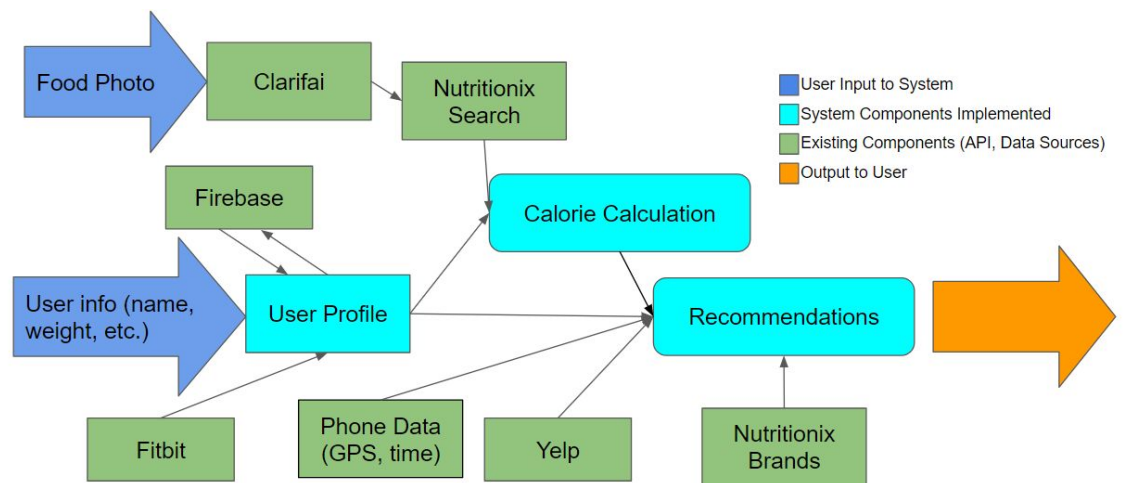 Food Photo
Clarifai
Nutritionix
Search
User Input to System
System Components Implemented
Existing Components (API, Data Sources)
Output to User
Firebase
Calorie Calculation
User info (name,
weight, etc.)
User Profile
Recommendations
Fitbit
Phone Data
(GPS, time)
Yelp
Nutritionix
Brands